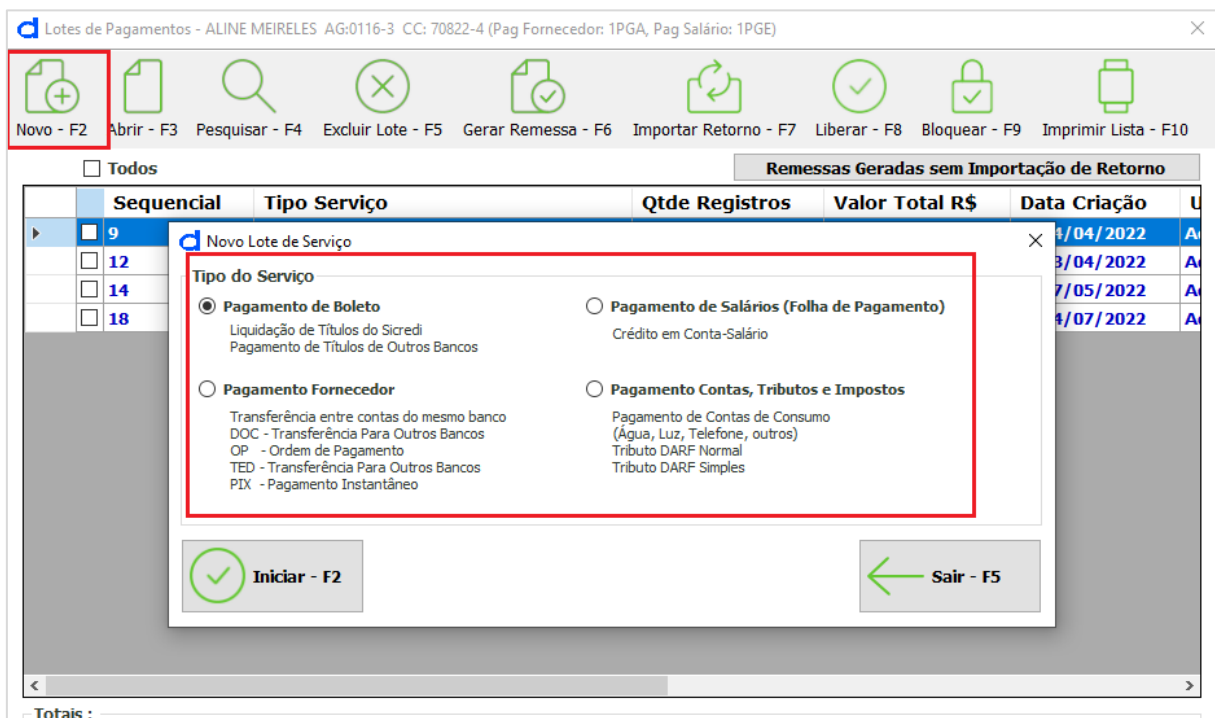 Lotes de Pagamentos - ALINE MEIRELES AG:0116-3 CC: 70822-4 (Pag Fornecedor: 1PGA, Pag Salário: 1PGE)
Novo - F2 Abrir - F3 Pesquisar - F4 Excluir Lote - F5 Gerar Remessa - F6 Importar Retorno - F7 Liberar - F8 Bloquear - F9 Imprimir Lista - F10
Todos Remessas Geradas sem Importação de Retorno
Sequencial Tipo Serviço Qtde Registros Valor Total R$ Data Criação U
9 4/04/2022
12 3/04/2022
14 7/05/2022
18 4/07/2022
Novo Lote de Serviço
Tipo do Serviço
Pagamento de Boleto
Liquidação de Títulos do Sicredi
Pagamento de Títulos de Outros Bancos
Pagamento de Salários (Folha de Pagamento)
Crédito em Conta-Salário
Pagamento Fornecedor
Transferência entre contas do mesmo banco
DOC - Transferência Para Outros Bancos
OP - Ordem de Pagamento
TED - Transferência Para Outros Bancos
PIX - Pagamento Instantâneo
Pagamento Contas, Tributos e Impostos
Pagamento de Contas de Consumo
(Água, Luz, Telefone, outros)
Tributo DARF Normal
Tributo DARF Simples
Iniciar - F2 Sair - F5
Totais :